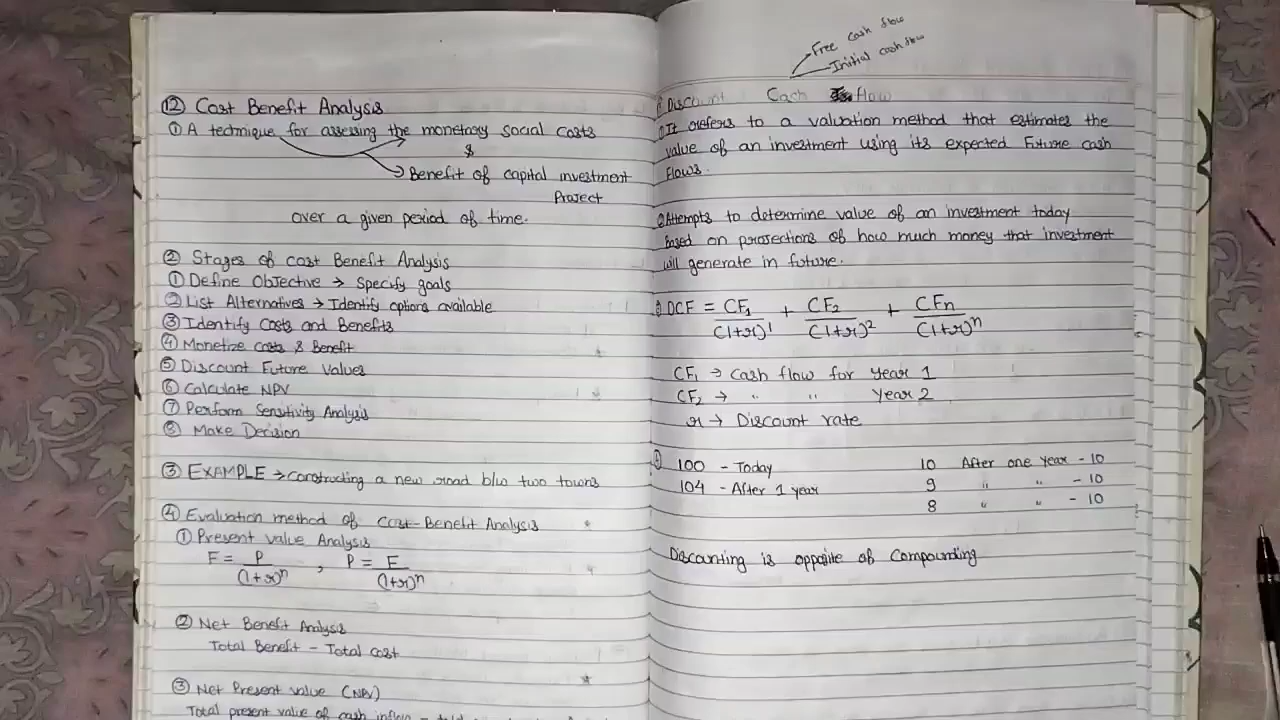 ⑫ Cost Benefit Analysis
① A technique for assessing the monetary social costs
&
Benefit of capital investment
Project
over a given period of time.
② Stages of cost Benefit Analysis
① Define Objective → Specify goals
② List Alternatives → Identify options available
③ Identify Costs and Benefits
④ Monetize costs & Benefit
⑤ Discount Future Values
⑥ Calculate NPV
⑦ Perform Sensitivity Analysis
⑧ Make Decision
③ EXAMPLE → Constructing a new road b/w two towns
④ Evaluation method of Cost-Benefit Analysis
① Present value Analysis
F = P/(1+r)^n , P = F/(1+r)^n
② Net Benefit Analysis
Total Benefit - Total cost
③ Net Present value (NPV)
Total present value of cash inflow -
Free cash flow
Initial cash flow
Discount Cash Flow
① It refers to a valuation method that estimates the
value of an investment using its expected Future cash
flows.
② Attempts to determine value of an investment today
Based on projections of how much money that investment
will generate in future.
③ DCF = CF₁/(1+r)^1 + CF₂/(1+r)^2 + CFn/(1+r)^n
CF₁ → Cash flow for Year 1
CF₂ → " " Year 2
r → Discount rate
100 - Today 10 After one year - 10
104 - After 1 year 9 " " - 10
8 " " - 10
Discounting is opposite of Compounding